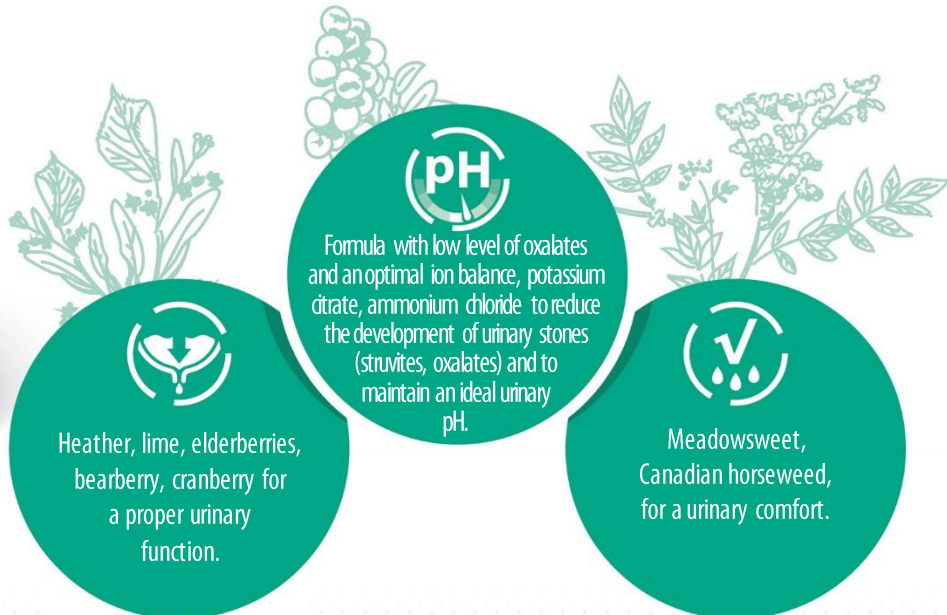 pH
Formula with low level of oxalates
and an optimal ion balance, potassium
citrate, ammonium chloride to reduce
the development of urinary stones
(struvites, oxalates) and to
maintain an ideal urinary
pH.
Heather, lime, elderberries,
bearberry, cranberry for
a proper urinary
function.
Meadowsweet,
Canadian horseweed,
for a urinary comfort.